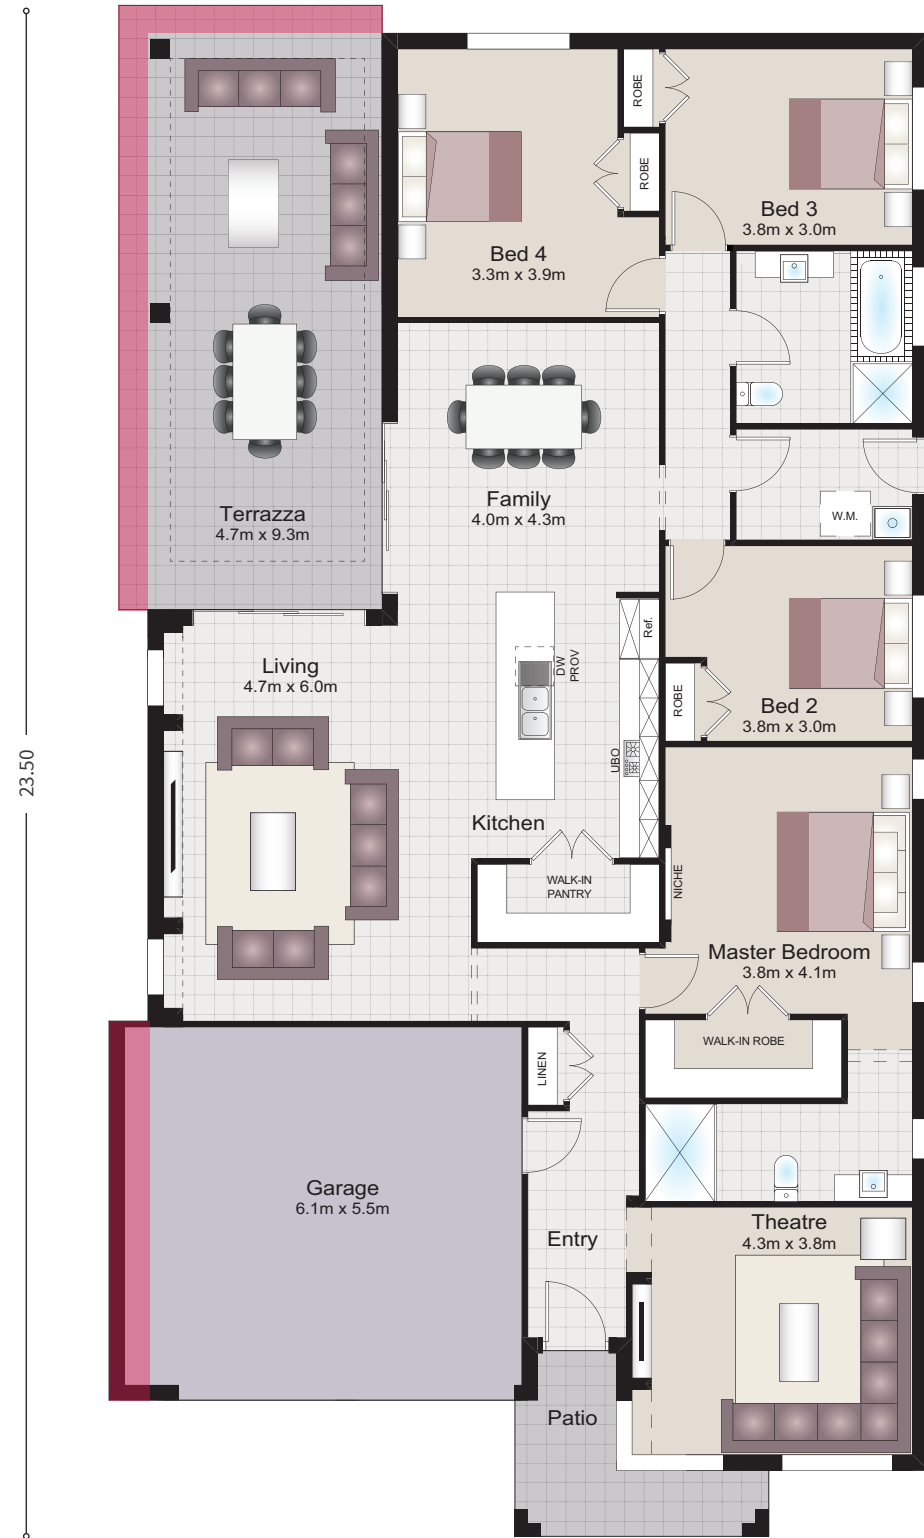 ROBE
ROBE
Bed 3
3.8m x 3.0m
Bed 4
3.3m x 3.9m
Terrazza
4.7m x 9.3m
Family
4.0m x 4.3m
W.M.
Living
4.7m x 6.0m
DW
PROV
Ref.
ROBE
Bed 2
3.8m x 3.0m
23.50
UBO
Kitchen
WALK-IN
PANTRY
NICHE
Master Bedroom
3.8m x 4.1m
WALK-IN ROBE
LINEN
Garage
6.1m x 5.5m
Entry
Theatre
4.3m x 3.8m
Patio